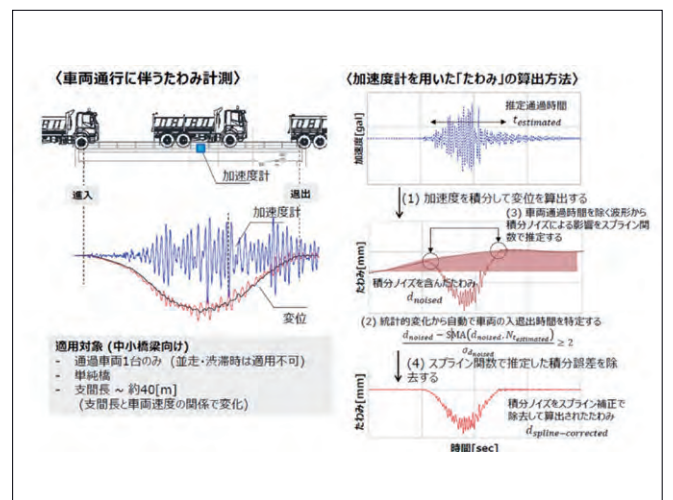 〈車両通行に伴うたわみ計測〉
加速度計
進入
退出
加速度計
変位
適用対象 (中小橋梁向け)
- 通過車両1台のみ (並走・渋滞時は適用不可)
- 単純橋
- 支間長 ~ 約40[m]
(支間長と車両速度の関係で変化)
〈加速度計を用いた「たわみ」の算出方法〉
加速度[gal]
推定通過時間
t_estimated
(1) 加速度を積分して変位を算出する
(3) 車両通過時間を除く波形から
積分ノイズによる影響をスプライン関
数で推定する
たわみ[mm]
積分ノイズを含んだたわみ
d_noised
(2) 統計的変化から自動で車両の入退出時間を特定する
d_noised − SMA(d_noised, N_t_estimated)
σ_d_noised
≥ 2
(4) スプライン関数で推定した積分誤差を除
去する
たわみ[mm]
積分ノイズをスプライン補正で
除去して算出されたたわみ
d_spline−corrected
時間[sec]